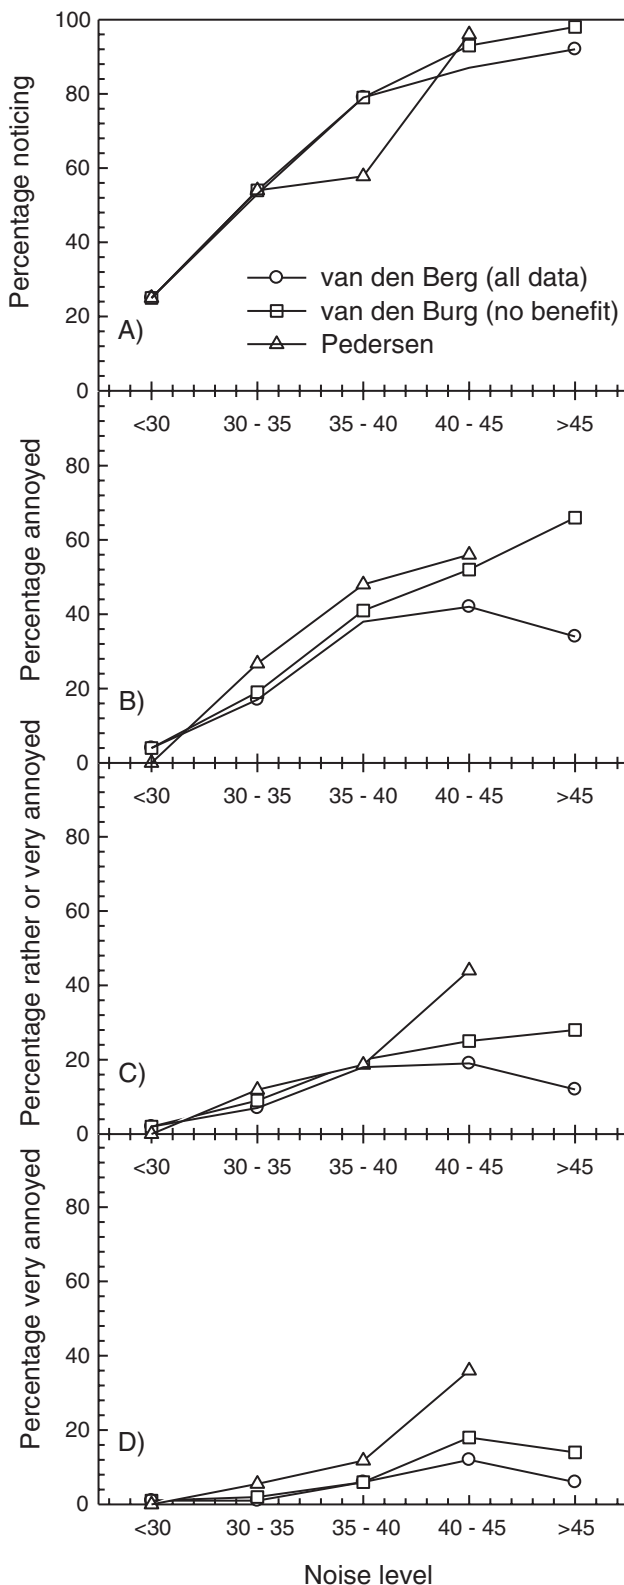 100
80
60
40
20
0
Percentage noticing
A)
van den Berg (all data)
van den Burg (no benefit)
Pedersen
<30 30 - 35 35 - 40 40 - 45 >45
80
60
40
20
0
Percentage annoyed
B)
<30 30 - 35 35 - 40 40 - 45 >45
80
60
40
20
0
Percentage rather or very annoyed
C)
<30 30 - 35 35 - 40 40 - 45 >45
80
60
40
20
0
Percentage very annoyed
D)
<30 30 - 35 35 - 40 40 - 45 >45
Noise level